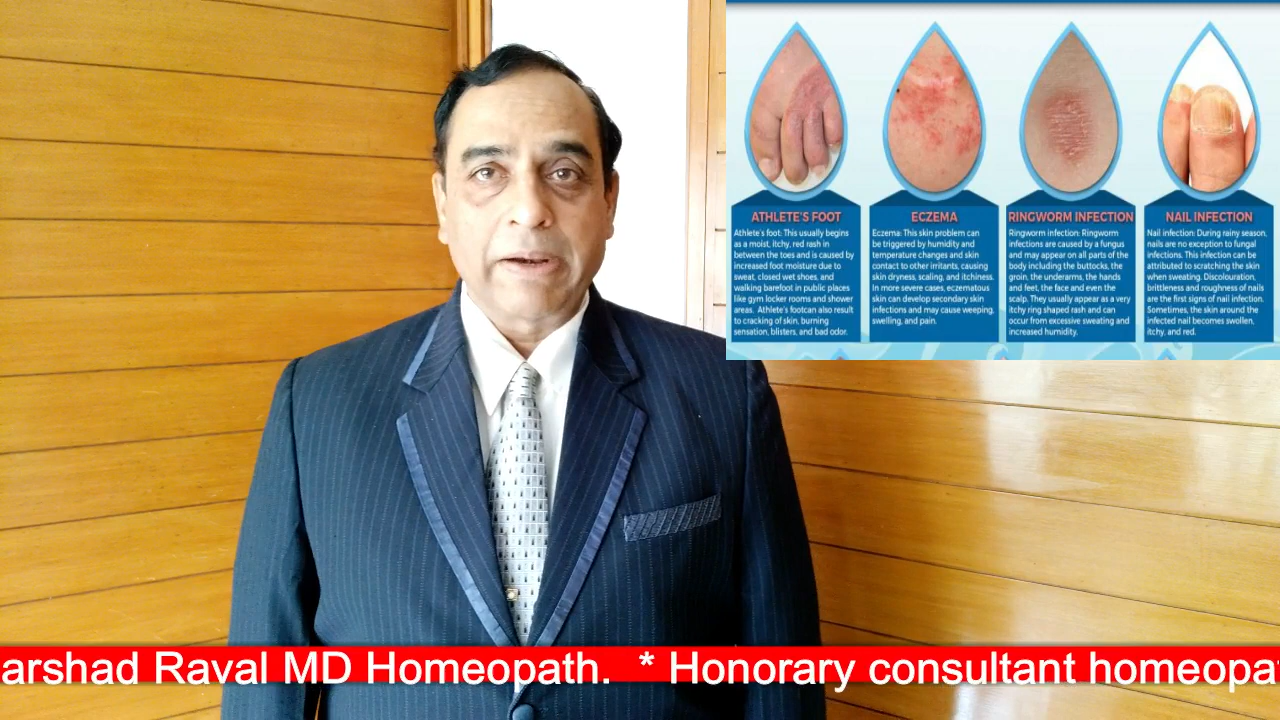 ATHLETE'S FOOT
Athlete's foot: This usually begins
as a moist, itchy, red rash in
between the toes and is caused by
increased foot moisture due to
sweat, closed wet shoes, and
walking barefoot in public places
like gym locker rooms and shower
areas. Athlete's footcan also result
to cracking of skin, burning
sensation, blisters, and bad odor.
ECZEMA
Eczema: This skin problem can
be triggered by humidity and
temperature changes and skin
contact to other irritants, causing
skin dryness, scaling, and itchiness.
In more severe cases, eczematous
skin can develop secondary skin
infections and may cause weeping,
swelling, and pain.
RINGWORM INFECTION
Ringworm infection: Ringworm
infections are caused by a fungus
and may appear on all parts of the
body including the buttocks, the
groin, the underarms, the hands
and feet, the face and even the
scalp. They usually appear as a very
itchy ring shaped rash and can
occur from excessive sweating and
increased humidity.
NAIL INFECTION
Nail infection: During rainy season,
nails are no exception to fungal
infections. This infection can be
attributed to scratching the skin
when sweating. Discolouration,
brittleness and roughness of nails
are the first signs of nail infection.
Sometimes, the skin around the
infected nail becomes swollen,
itchy, and red.
arshad Raval MD Homeopath. * Honorary consultant homeopat